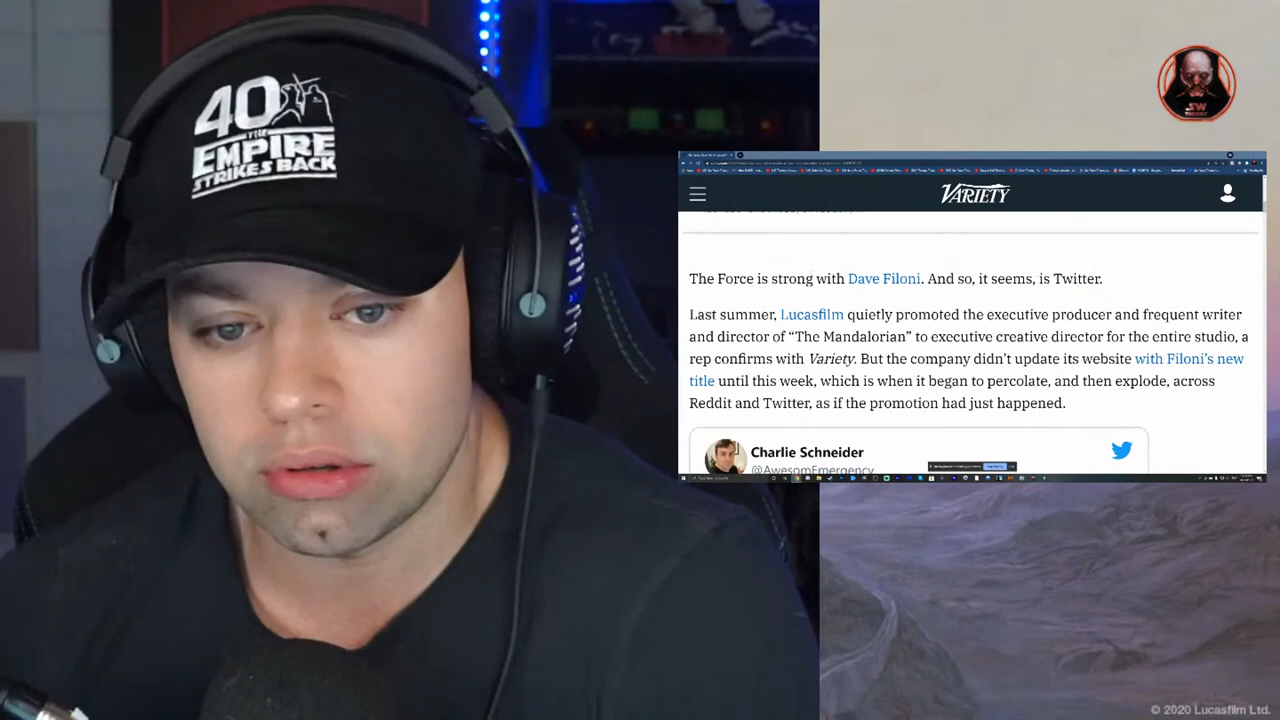 40
THE
EMPIRE
STRIKES BACK
SW
THEORY
VARIETY
The Force is strong with Dave Filoni. And so, it seems, is Twitter.
Last summer, Lucasfilm quietly promoted the executive producer and frequent writer
and director of “The Mandalorian” to executive creative director for the entire studio, a
rep confirms with Variety. But the company didn’t update its website with Filoni’s new
title until this week, which is when it began to percolate, and then explode, across
Reddit and Twitter, as if the promotion had just happened.
Charlie Schneider
@AwesomEmergency
© 2020 Lucasfilm Ltd.